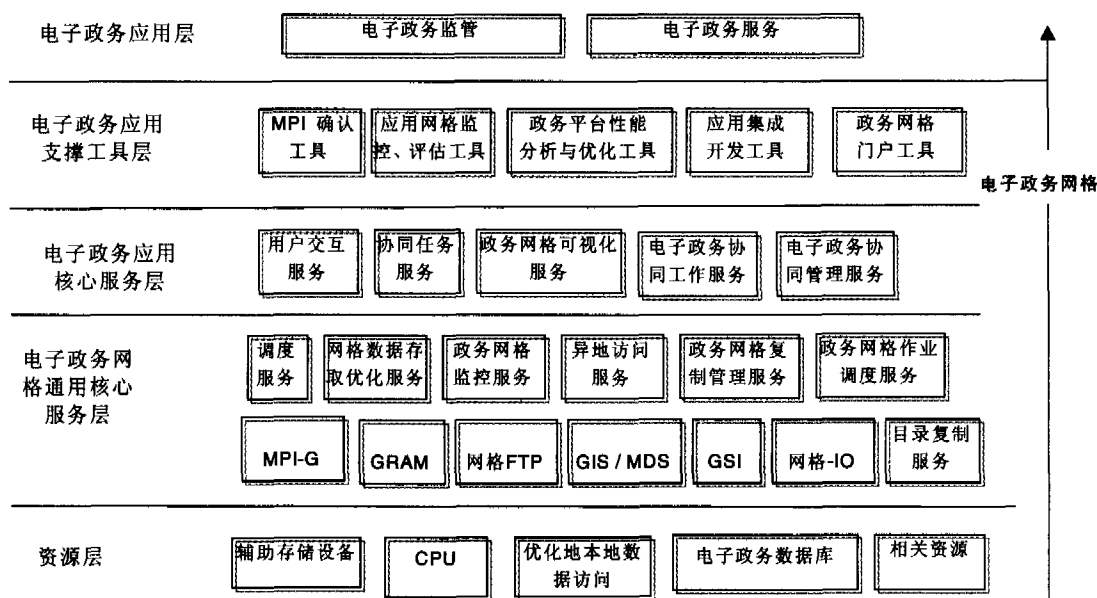 电子政务应用层
电子政务监管
电子政务服务
电子政务应用
支撑工具层
MPI 确认
工具
应用网格监
控、评估工具
政务平台性能
分析与优化工具
应用集成
开发工具
政务网格
门户工具
电子政务网格
电子政务应用
核心服务层
用户交互
服务
协同任务
服务
政务网格可视化
服务
电子政务协
同工作服务
电子政务协
同管理服务
电子政务网
格通用核心
服务层
调度
服务
网格数据存
取优化服务
政务网格
监控服务
异地访问
服务
政务网格复
制管理服务
政务网格作业
调度服务
MPI-G
GRAM
网格FTP
GIS / MDS
GSI
网格-IO
目录复制
服务
资源层
辅助存储设备
CPU
优化地本地数
据访问
电子政务数据库
相关资源